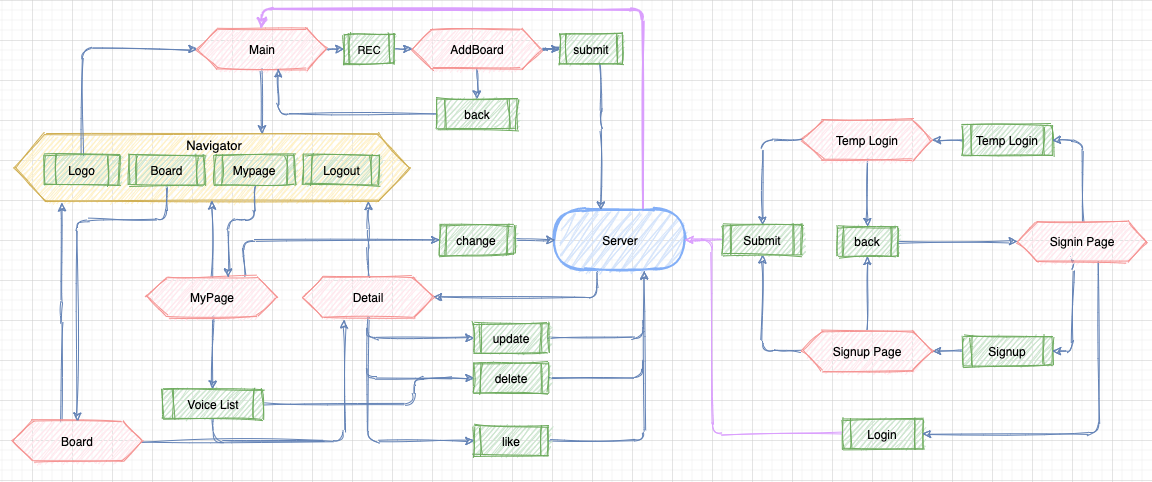 Main
REC
AddBoard
submit
back
Navigator
Logo
Board
Mypage
Logout
Temp Login
Temp Login
change
Server
Submit
back
Signin Page
MyPage
Detail
update
Signup Page
Signup
delete
Voice List
Board
like
Login